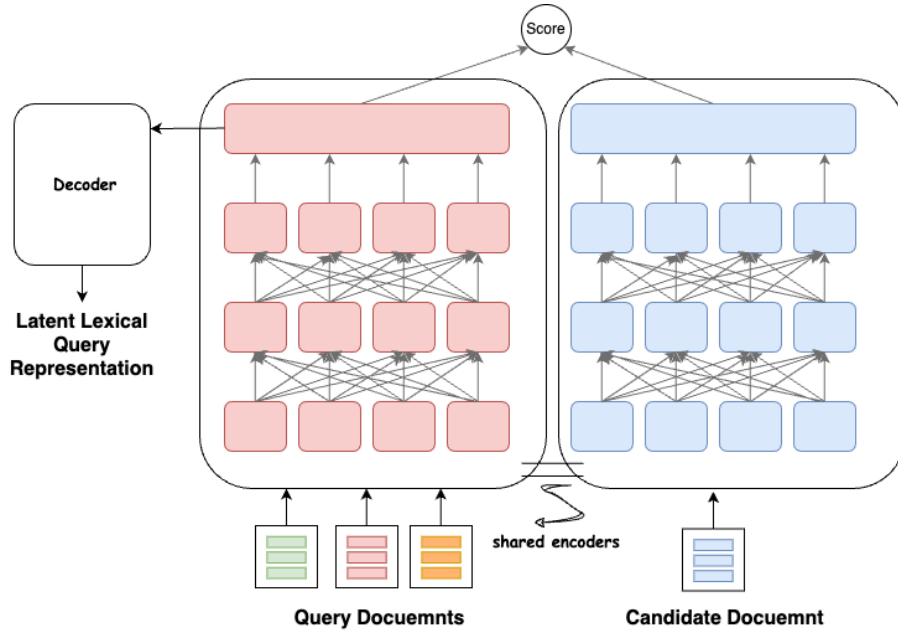 Score
Decoder
Latent Lexical
Query
Representation
shared encoders
Query Docuemnts
Candidate Docuemnt